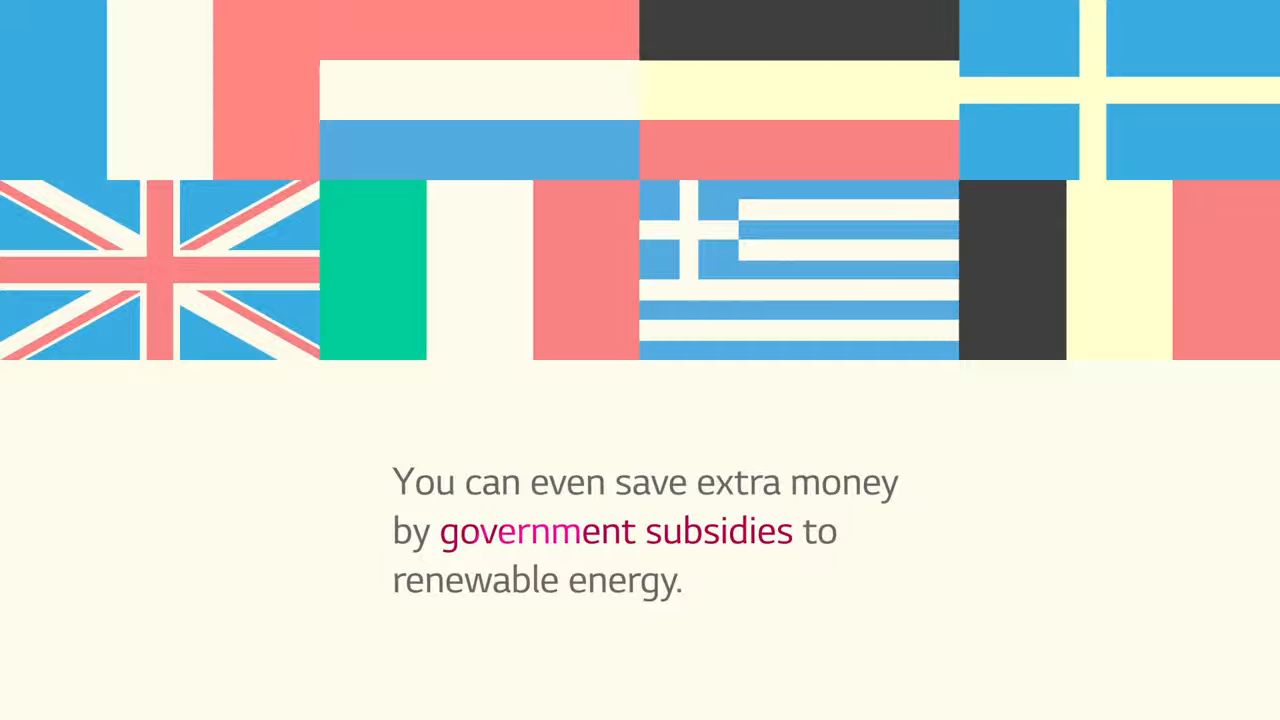 You can even save extra money
by government subsidies to
renewable energy.